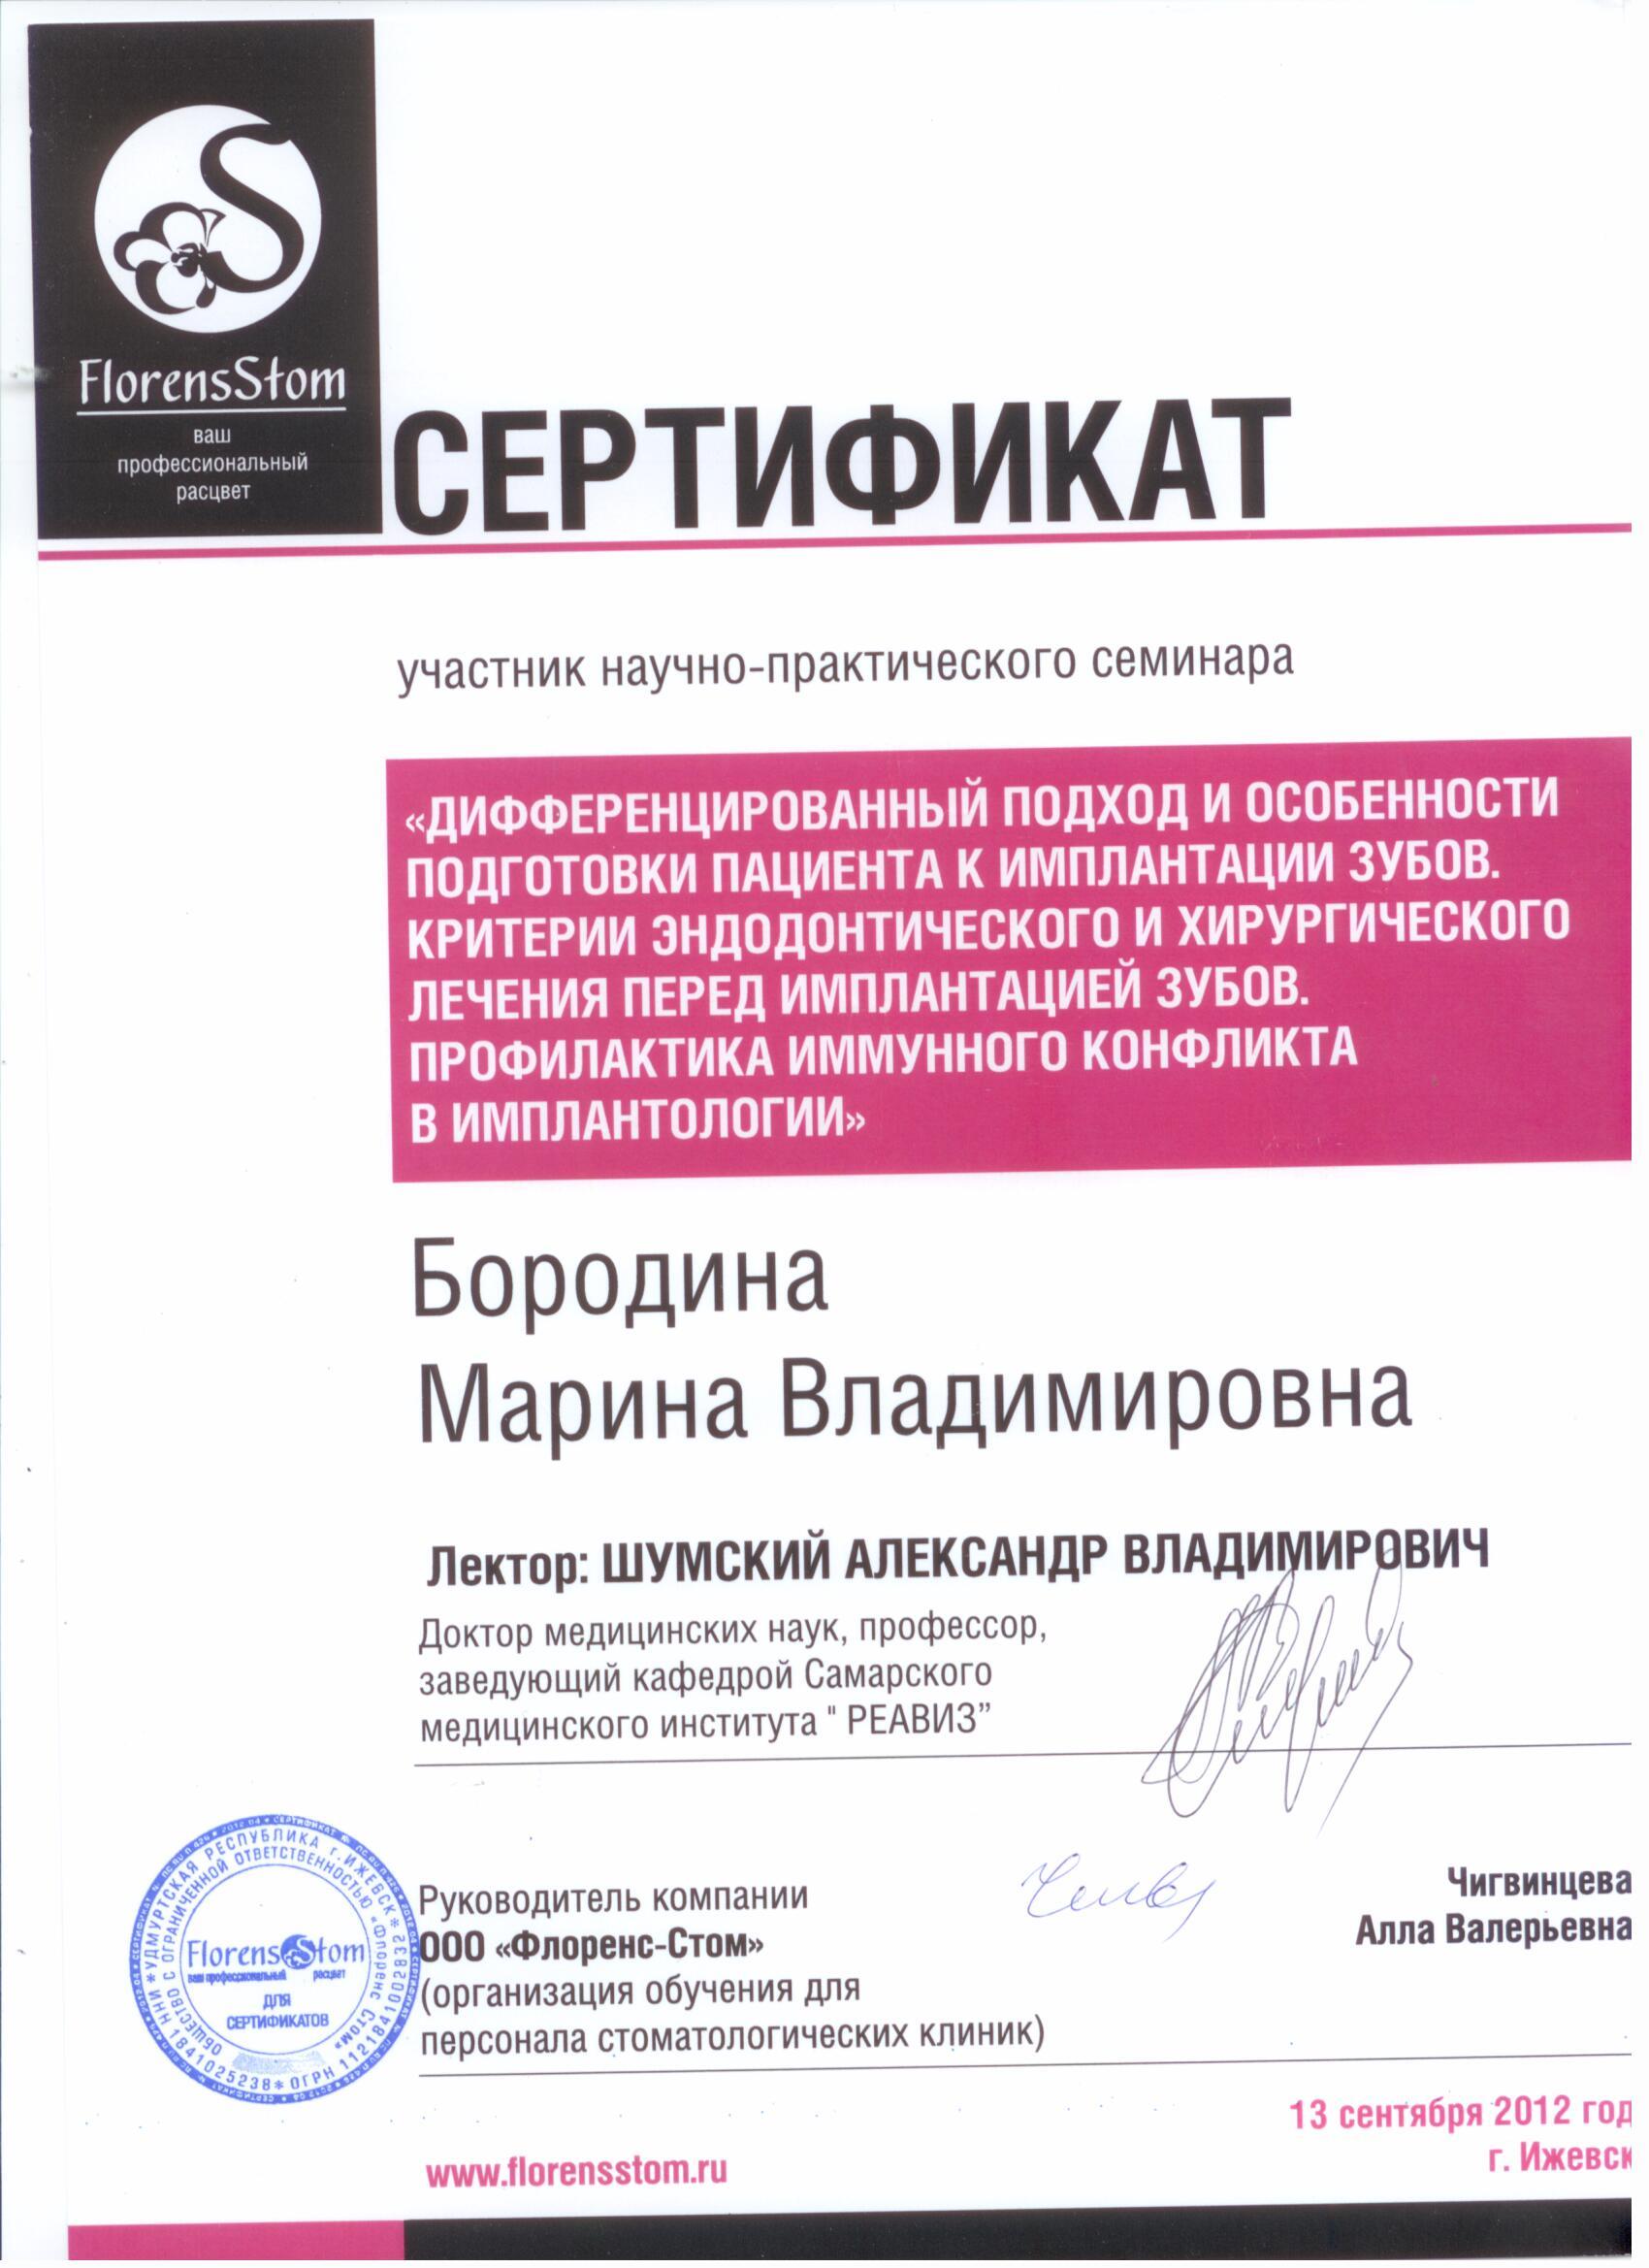 FlorensStom
ваш
профессиональный
расцвет
СЕРТИФИКАТ
участник научно-практического семинара
«ДИФФЕРЕНЦИРОВАННЫЙ ПОДХОД И ОСОБЕННОСТИ
ПОДГОТОВКИ ПАЦИЕНТА К ИМПЛАНТАЦИИ ЗУБОВ.
КРИТЕРИИ ЭНДОДОНТИЧЕСКОГО И ХИРУРГИЧЕСКОГО
ЛЕЧЕНИЯ ПЕРЕД ИМПЛАНТАЦИЕЙ ЗУБОВ.
ПРОФИЛАКТИКА ИММУННОГО КОНФЛИКТА
В ИМПЛАНТОЛОГИИ»
Бородина
Марина Владимировна
Лектор: ШУМСКИЙ АЛЕКСАНДР ВЛАДИМИРОВИЧ
Доктор медицинских наук, профессор,
заведующий кафедрой Самарского
медицинского института " РЕАВИЗ”
Руководитель компании
ООО «Флоренс-Стом»
(организация обучения для
персонала стоматологических клиник)
Чигвинцева
Алла Валерьевна
УДМУРТСКАЯ РЕСПУБЛИКА г. ИЖЕВСК * ОГРН 1121841002832 * ИНН 1841025238 *
ОБЩЕСТВО С ОГРАНИЧЕННОЙ ОТВЕТСТВЕННОСТЬЮ «Флоренс Стом»
FlorensStom
ваш профессиональный расцвет
ДЛЯ
СЕРТИФИКАТОВ
13 сентября 2012 год
г. Ижевск
www.florensstom.ru